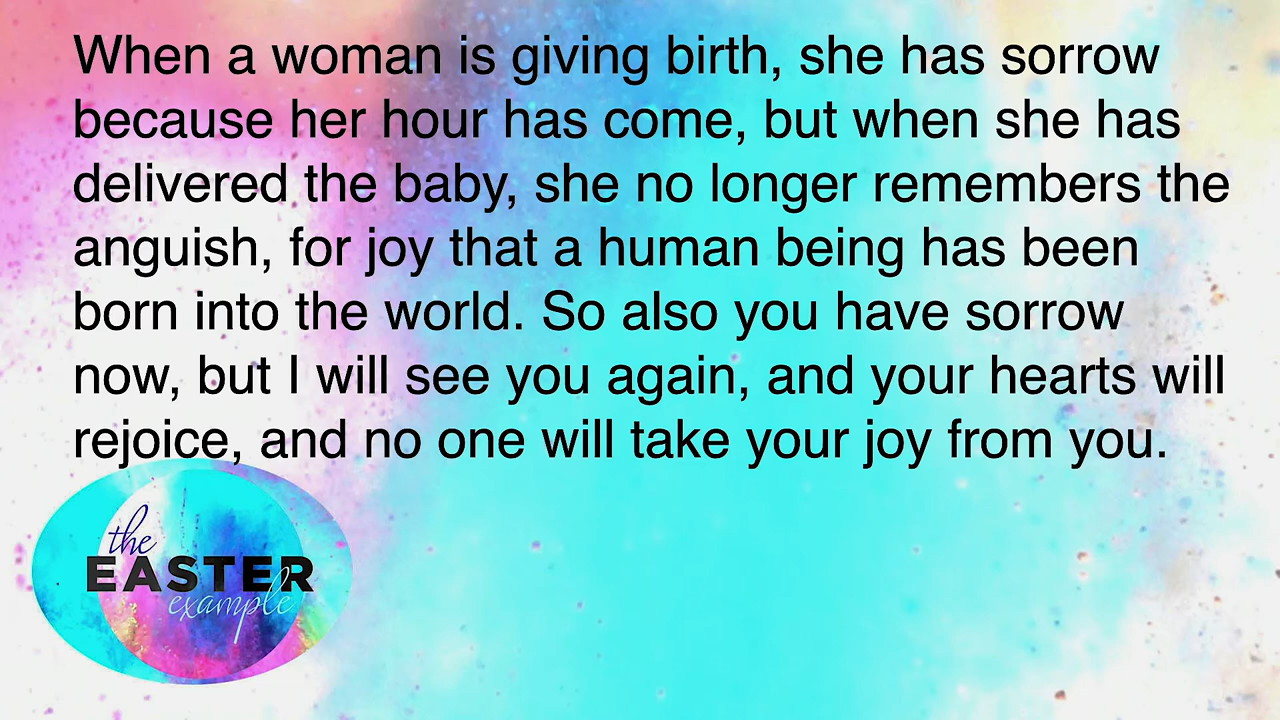 When a woman is giving birth, she has sorrow
because her hour has come, but when she has
delivered the baby, she no longer remembers the
anguish, for joy that a human being has been
born into the world. So also you have sorrow
now, but I will see you again, and your hearts will
rejoice, and no one will take your joy from you.
the
EASTER
example